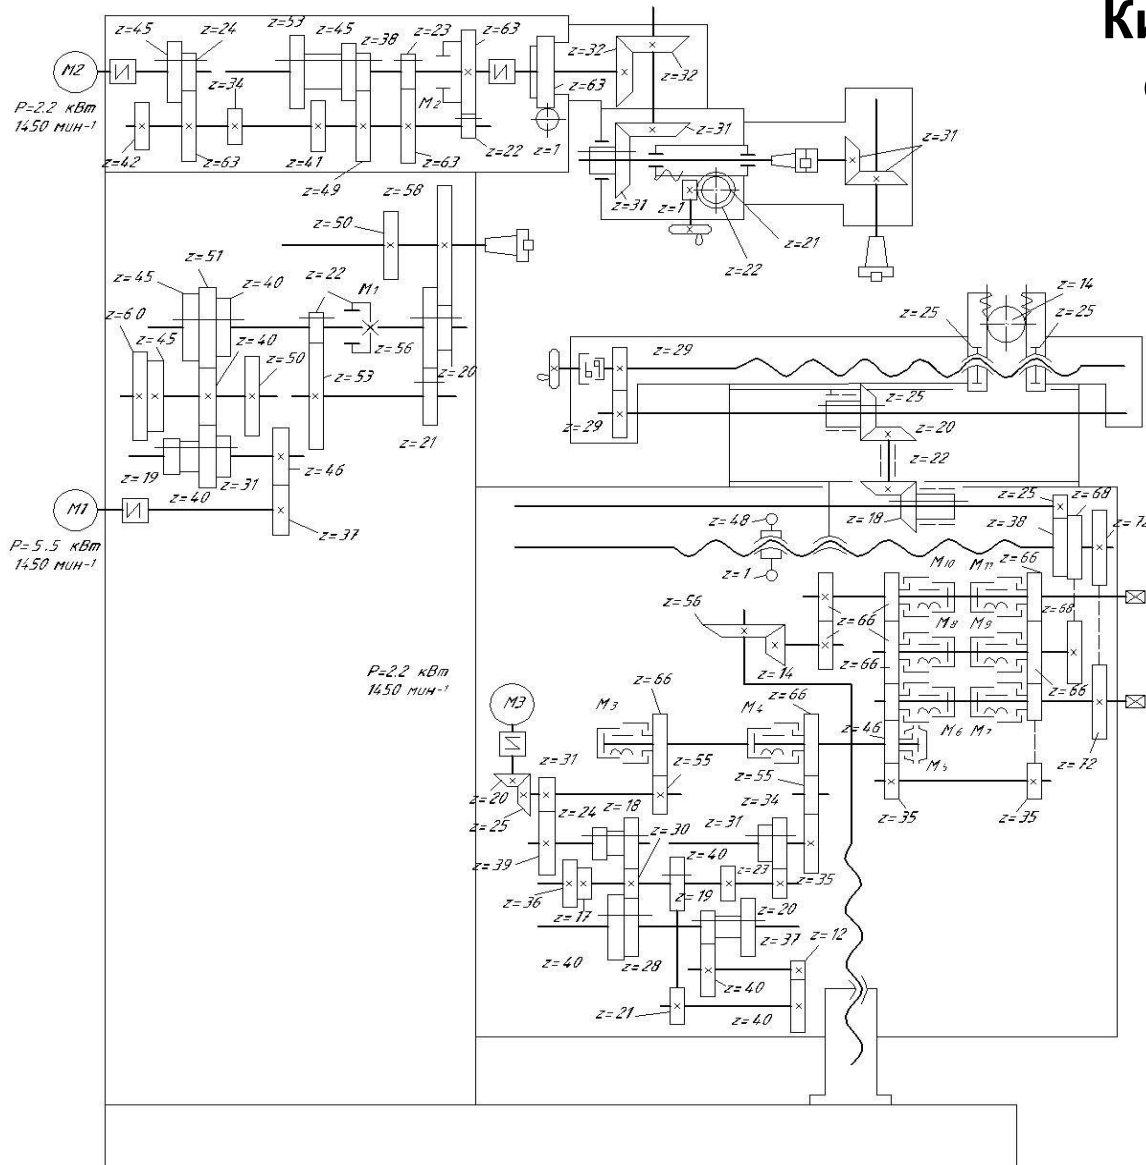 Ки
z=45
z=24
z=53
z=45
z=38
z=23
z=63
z=32
z=32
z=63
M2
z=34
M2
P=2.2 кВт
1450 мин-1
z=42
z=63
z=41
z=49
z=63
z=22
z=1
z=31
z=31
z=31
z=1
z=21
z=22
z=58
z=50
z=51
z=45
z=40
z=22
M1
z=60
z=45
z=40
z=50
z=56
z=53
z=20
z=21
z=14
z=25
z=25
z=29
z=29
z=25
z=20
z=22
z=19
z=40
z=31
z=46
z=37
M1
P=5.5 кВт
1450 мин-1
z=18
z=25
z=68
z=38
z=72
z=48
z=1
z=66
M10
M11
z=56
z=66
z=68
M8
M9
z=14
z=66
z=66
P=2.2 кВт
1450 мин-1
M3
z=66
M3
M4
z=66
z=46
M6
M7
M5
z=72
z=31
z=55
z=55
z=20
z=25
z=24
z=18
z=30
z=31
z=34
z=35
z=35
z=39
z=40
z=23
z=35
z=36
z=17
z=19
z=20
z=40
z=28
z=37
z=12
z=40
z=21
z=40